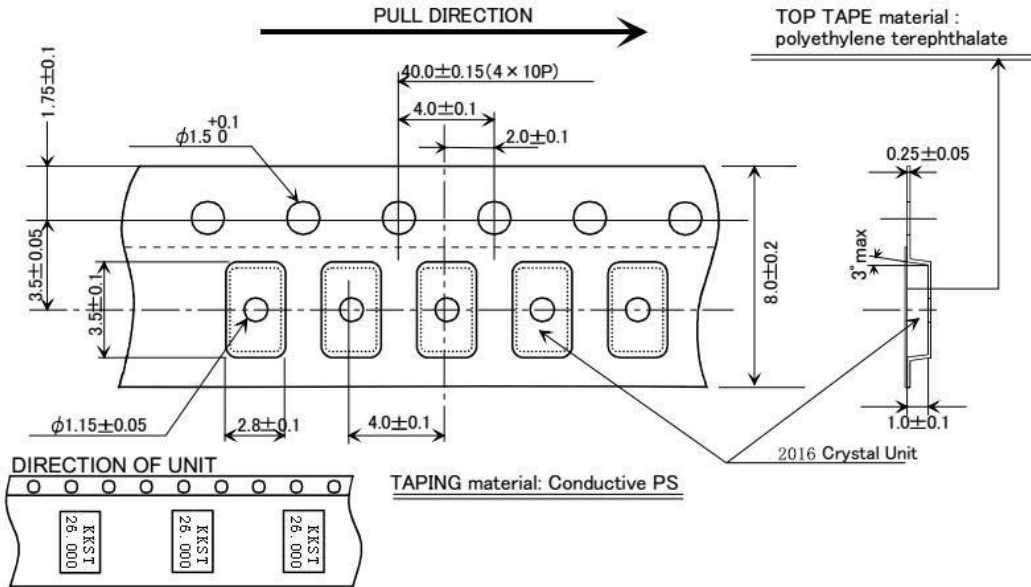 PULL DIRECTION
TOP TAPE material :
polyethylene terephthalate
1.75±0.1
40.0±0.15(4×10P)
4.0±0.1
+0.1
φ1.5 0
2.0±0.1
0.25±0.05
3.5±0.05
3.5±0.1
8.0±0.2
3°max
φ1.15±0.05
2.8±0.1
4.0±0.1
1.0±0.1
2016 Crystal Unit
DIRECTION OF UNIT
TAPING material: Conductive PS
KKST
26.000
KKST
26.000
KKST
26.000